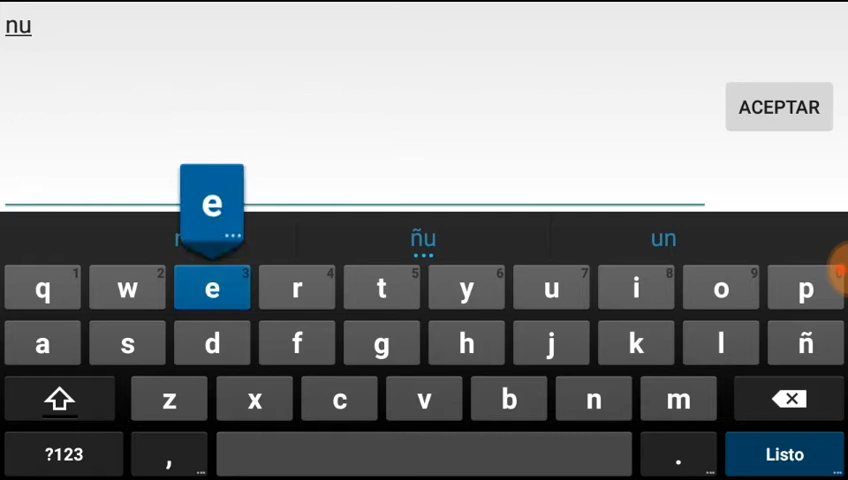 nu
ACEPTAR
e
ñu
un
q 1 w 2 e 3 r 4 t 5 y 6 u 7 i 8 o 9 p
a s d f g h j k l ñ
z x c v b n m
?123 , . Listo